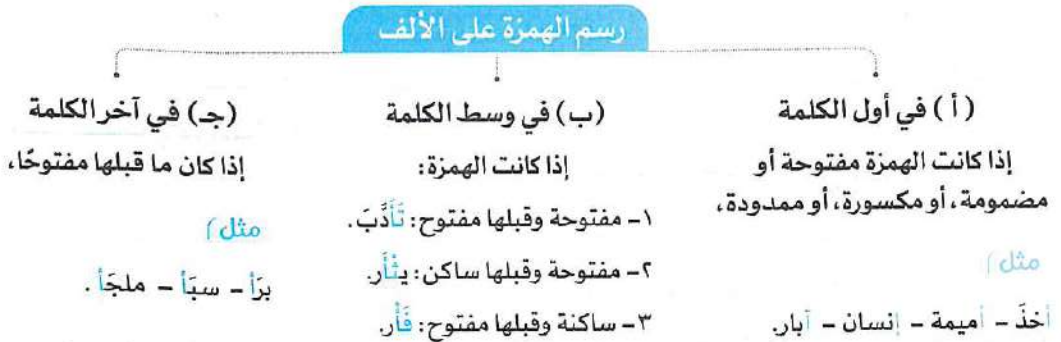 رسم الهمزة على الألف
(أ) في أول الكلمة
إذا كانت الهمزة مفتوحة أو
مضمومة، أو مكسورة، أو ممدودة،
مثل /
أخذَ – أميمة – إنسان – آبار.
(ب) في وسط الكلمة
إذا كانت الهمزة:
١– مفتوحة وقبلها مفتوح: تَأَدَّبَ.
٢– مفتوحة وقبلها ساكن: يثْأَر.
٣– ساكنة وقبلها مفتوح: فَأْر.
(جـ) في آخر الكلمة
إذا كان ما قبلها مفتوحًا،
مثل /
برَأ – سبَأ – ملجَأ.